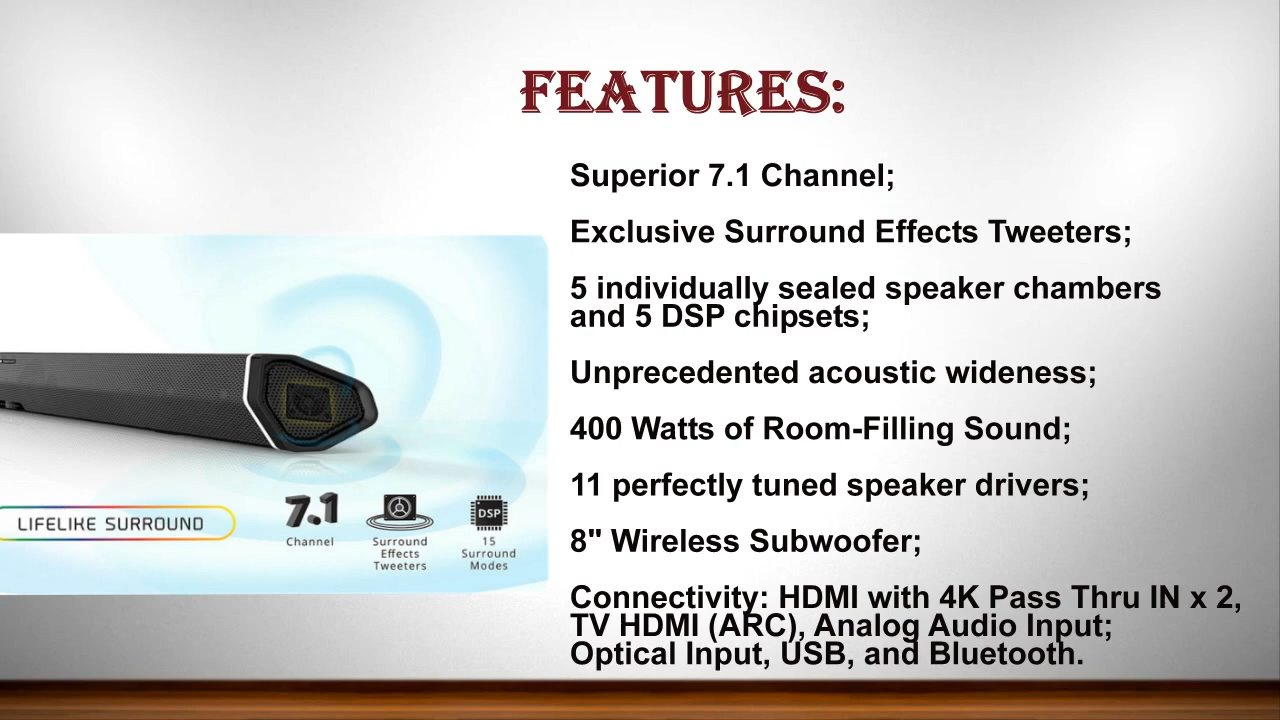 FEATURES:
Superior 7.1 Channel;
Exclusive Surround Effects Tweeters;
5 individually sealed speaker chambers
and 5 DSP chipsets;
Unprecedented acoustic wideness;
400 Watts of Room-Filling Sound;
11 perfectly tuned speaker drivers;
8" Wireless Subwoofer;
Connectivity: HDMI with 4K Pass Thru IN x 2,
TV HDMI (ARC), Analog Audio Input;
Optical Input, USB, and Bluetooth.
LIFELIKE SURROUND
7.1
Channel
Surround
Effects
Tweeters
DSP
15
Surround
Modes